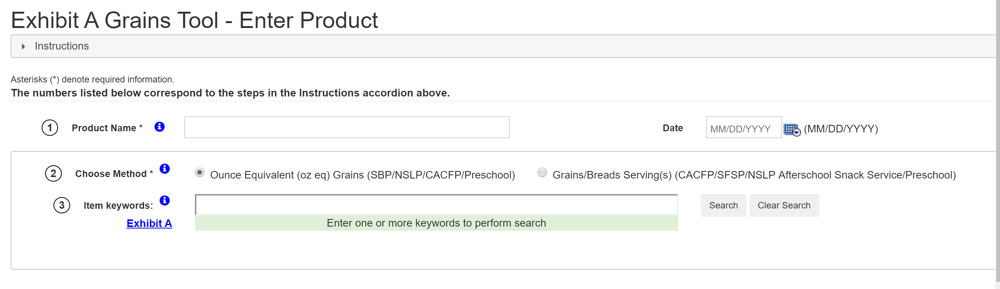 Exhibit A Grains Tool - Enter Product
Instructions
Asterisks (*) denote required information.
The numbers listed below correspond to the steps in the Instructions accordion above.
1 Product Name * Date MM/DD/YYYY (MM/DD/YYYY)
2 Choose Method * Ounce Equivalent (oz eq) Grains (SBP/NSLP/CACFP/Preschool) Grains/Breads Serving(s) (CACFP/SFSP/NSLP Afterschool Snack Service/Preschool)
3 Item keywords: Search Clear Search
Exhibit A Enter one or more keywords to perform search